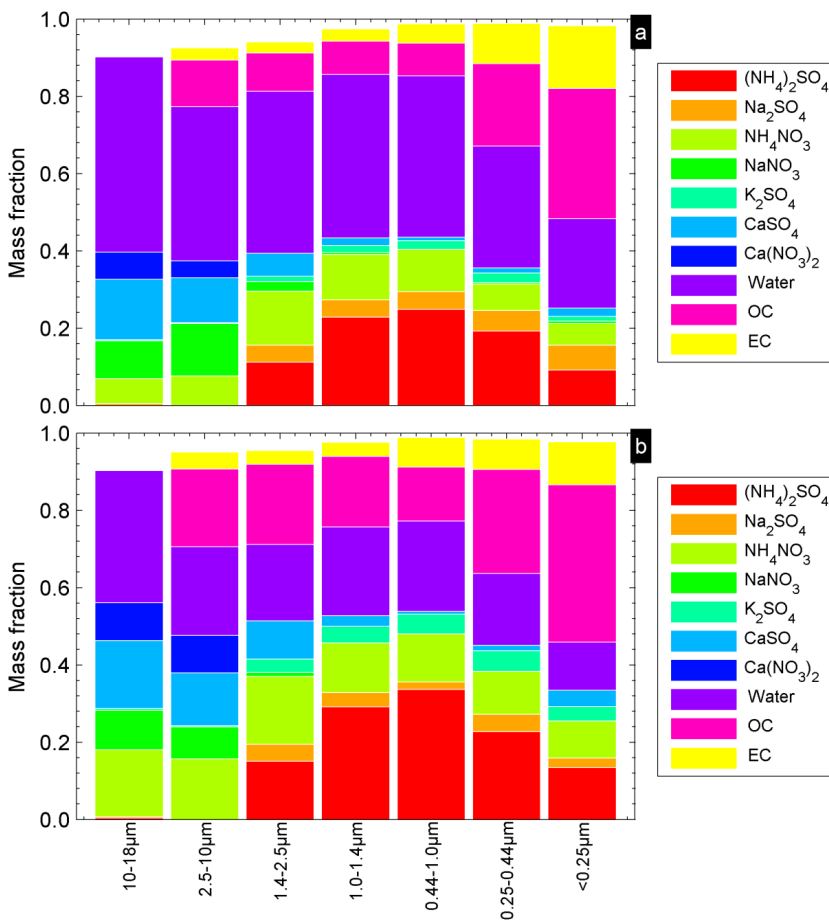 1.0
0.8
0.6
0.4
0.2
0.0
Mass fraction
a
(NH₄)₂SO₄
Na₂SO₄
NH₄NO₃
NaNO₃
K₂SO₄
CaSO₄
Ca(NO₃)₂
Water
OC
EC
1.0
0.8
0.6
0.4
0.2
0.0
Mass fraction
b
(NH₄)₂SO₄
Na₂SO₄
NH₄NO₃
NaNO₃
K₂SO₄
CaSO₄
Ca(NO₃)₂
Water
OC
EC
10-18µm
2.5-10µm
1.4-2.5µm
1.0-1.4µm
0.44-1.0µm
0.25-0.44µm
<0.25µm